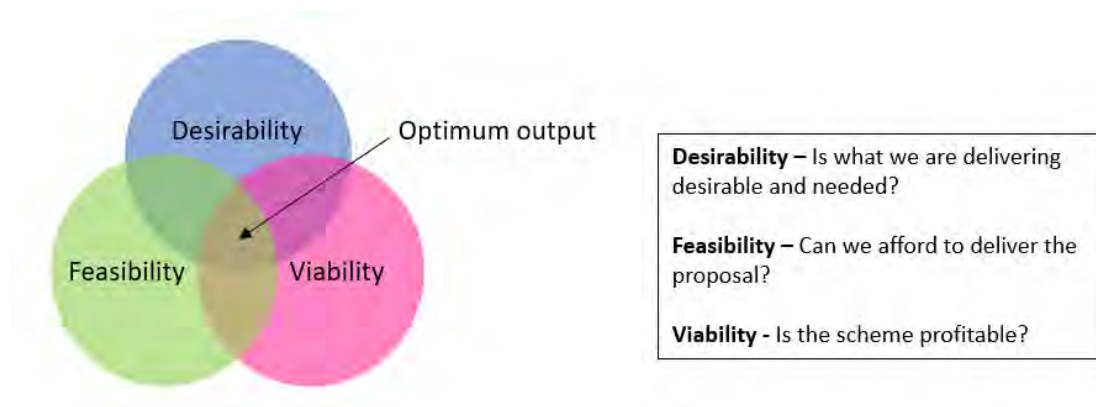 Desirability
Optimum output
Feasibility
Viability
Desirability – Is what we are delivering
desirable and needed?
Feasibility – Can we afford to deliver the
proposal?
Viability - Is the scheme profitable?